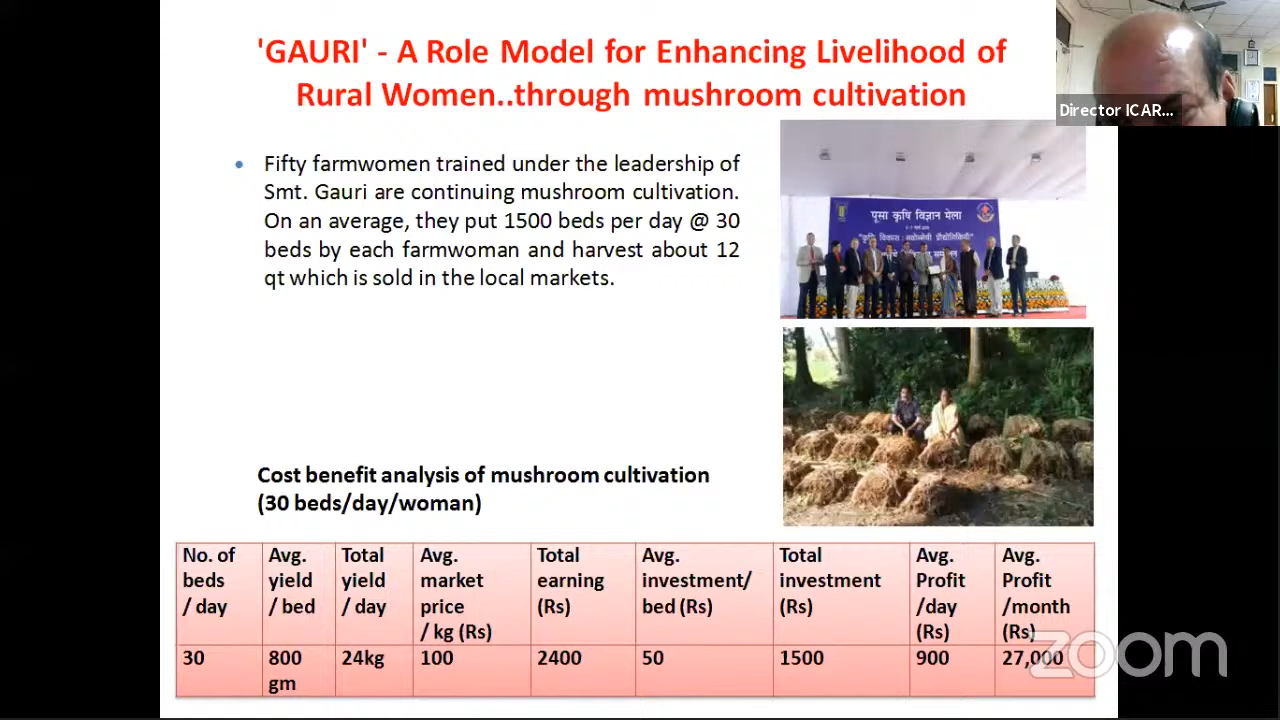 'GAURI' - A Role Model for Enhancing Livelihood of
Rural Women..through mushroom cultivation
Director ICAR...
• Fifty farmwomen trained under the leadership of
Smt. Gauri are continuing mushroom cultivation.
On an average, they put 1500 beds per day @ 30
beds by each farmwoman and harvest about 12
qt which is sold in the local markets.
पूसा कृषि विज्ञान मेला
Cost benefit analysis of mushroom cultivation
(30 beds/day/woman)
No. of beds / day
Avg. yield / bed
Total yield / day
Avg. market price / kg (Rs)
Total earning (Rs)
Avg. investment/ bed (Rs)
Total investment (Rs)
Avg. Profit /day (Rs)
Avg. Profit /month (Rs)
30
800 gm
24kg
100
2400
50
1500
900
27,000
zoom